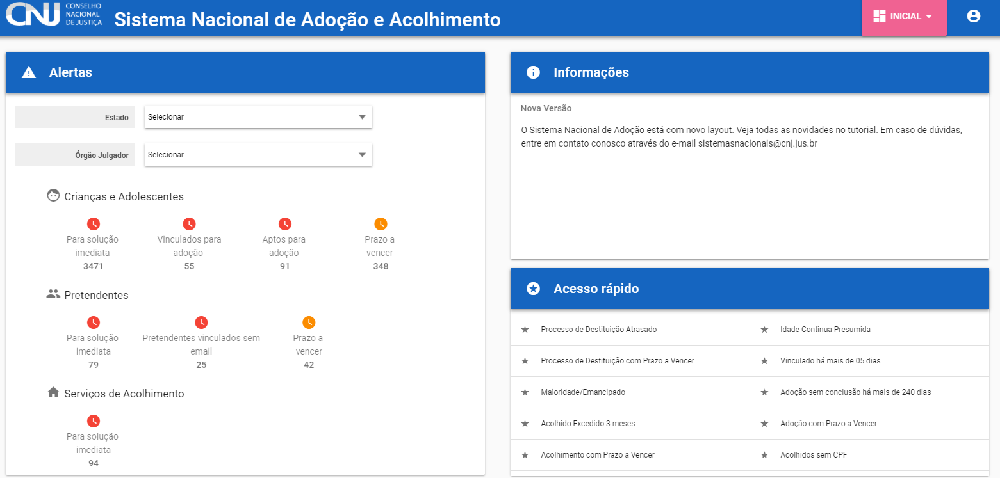 CNJ
CONSELHO
NACIONAL
DE JUSTIÇA
Sistema Nacional de Adoção e Acolhimento
INICIAL
Alertas
Estado
Selecionar
Órgão Julgador
Selecionar
Crianças e Adolescentes
Para solução
imediata
3471
Vinculados para
adoção
55
Aptos para
adoção
91
Prazo a
vencer
348
Pretendentes
Para solução
imediata
79
Pretendentes vinculados sem
email
25
Prazo a
vencer
42
Serviços de Acolhimento
Para solução
imediata
94
Informações
Nova Versão
O Sistema Nacional de Adoção está com novo layout. Veja todas as novidades no tutorial. Em caso de dúvidas,
entre em contato conosco através do e-mail sistemasnacionais@cnj.jus.br
Acesso rápido
Processo de Destituição Atrasado
Idade Continua Presumida
Processo de Destituição com Prazo a Vencer
Vinculado há mais de 05 dias
Maioridade/Emancipado
Adoção sem conclusão há mais de 240 dias
Acolhido Excedido 3 meses
Adoção com Prazo a Vencer
Acolhimento com Prazo a Vencer
Acolhidos sem CPF